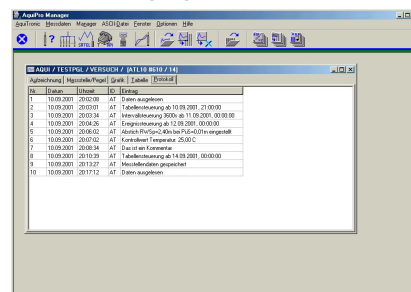 AquiPro Manager
AquiTronic Messdaten Manager ASCII-Datei Fenster Optionen Hilfe
AQUI / TESTPGL / VERSUCH / [ATL10 #610 / 14]
Aufzeichnung Messstelle/Pegel Grafik Tabelle Protokoll
Nr. Datum Uhrzeit ID Eintrag
1 10.09.2001 20:02:08 AT Daten ausgelesen
2 10.09.2001 20:03:01 AT Tabellensteuerung ab 10.09.2001, 21:00:00
3 10.09.2001 20:03:34 AT Intervallsteuerung 3600s ab 11.09.2001, 00:00:00
4 10.09.2001 20:04:26 AT Ereignissteuerung ab 12.09.2001, 00:00:00
5 10.09.2001 20:06:02 AT Abstich RW/Sp=2,40m bei PüS=0,01m eingestellt
6 10.09.2001 20:07:02 AT Kontrollwert Temperatur: 25,00 C
7 10.09.2001 20:08:34 AT Das ist ein Kommentar
8 10.09.2001 20:10:39 AT Tabellensteuerung ab 14.09.2001, 00:00:00
9 10.09.2001 20:13:27 AT Messtellendaten gespeichert
10 10.09.2001 20:17:12 AT Daten ausgelesen